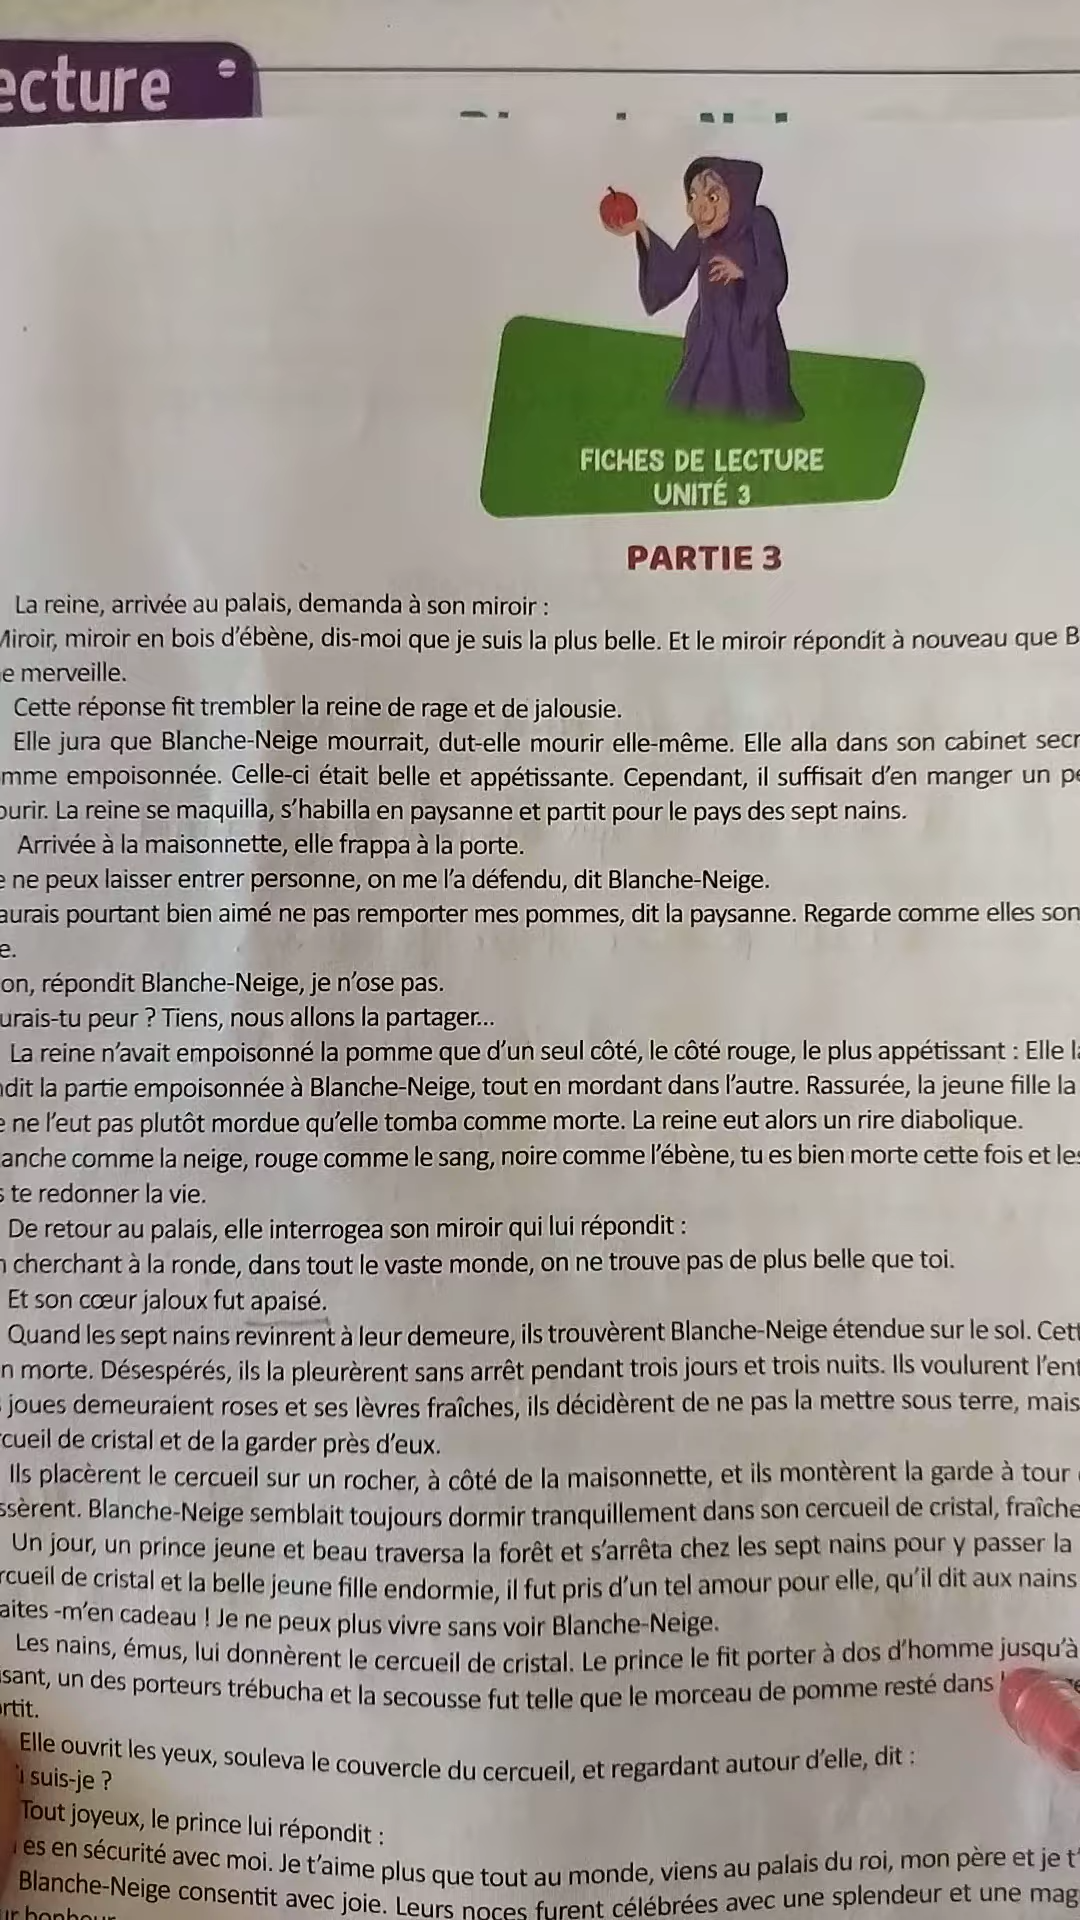 ecture
FICHES DE LECTURE
UNITÉ 3
PARTIE 3
La reine, arrivée au palais, demanda à son miroir :
Miroir, miroir en bois d'ébène, dis-moi que je suis la plus belle. Et le miroir répondit à nouveau que B
e merveille.
Cette réponse fit trembler la reine de rage et de jalousie.
Elle jura que Blanche-Neige mourrait, dut-elle mourir elle-même. Elle alla dans son cabinet secr
mme empoisonnée. Celle-ci était belle et appétissante. Cependant, il suffisait d'en manger un pe
ourir. La reine se maquilla, s'habilla en paysanne et partit pour le pays des sept nains.
Arrivée à la maisonnette, elle frappa à la porte.
e ne peux laisser entrer personne, on me l'a défendu, dit Blanche-Neige.
aurais pourtant bien aimé ne pas remporter mes pommes, dit la paysanne. Regarde comme elles son
e.
on, répondit Blanche-Neige, je n'ose pas.
urais-tu peur ? Tiens, nous allons la partager...
La reine n'avait empoisonné la pomme que d'un seul côté, le côté rouge, le plus appétissant : Elle la
ndit la partie empoisonnée à Blanche-Neige, tout en mordant dans l'autre. Rassurée, la jeune fille la
e ne l'eut pas plutôt mordue qu'elle tomba comme morte. La reine eut alors un rire diabolique.
anche comme la neige, rouge comme le sang, noire comme l'ébène, tu es bien morte cette fois et les
s te redonner la vie.
De retour au palais, elle interrogea son miroir qui lui répondit :
n cherchant à la ronde, dans tout le vaste monde, on ne trouve pas de plus belle que toi.
Et son cœur jaloux fut apaisé.
Quand les sept nains revinrent à leur demeure, ils trouvèrent Blanche-Neige étendue sur le sol. Cett
n morte. Désespérés, ils la pleurèrent sans arrêt pendant trois jours et trois nuits. Ils voulurent l'ent
s joues demeuraient roses et ses lèvres fraîches, ils décidèrent de ne pas la mettre sous terre, mais
rcueil de cristal et de la garder près d'eux.
Ils placèrent le cercueil sur un rocher, à côté de la maisonnette, et ils montèrent la garde à tour
ssèrent. Blanche-Neige semblait toujours dormir tranquillement dans son cercueil de cristal, fraîche
Un jour, un prince jeune et beau traversa la forêt et s'arrêta chez les sept nains pour y passer la
rcueil de cristal et la belle jeune fille endormie, il fut pris d'un tel amour pour elle, qu'il dit aux nains
aites -m'en cadeau ! Je ne peux plus vivre sans voir Blanche-Neige.
Les nains, émus, lui donnèrent le cercueil de cristal. Le prince le fit porter à dos d'homme jusqu'à
sant, un des porteurs trébucha et la secousse fut telle que le morceau de pomme resté dans
ortit.
Elle ouvrit les yeux, souleva le couvercle du cercueil, et regardant autour d'elle, dit :
suis-je ?
Tout joyeux, le prince lui répondit :
es en sécurité avec moi. Je t'aime plus que tout au monde, viens au palais du roi, mon père et je t'
Blanche-Neige consentit avec joie. Leurs noces furent célébrées avec une splendeur et une mag